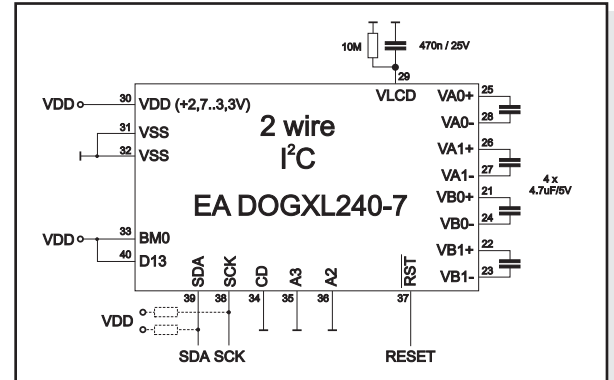 10M
470n / 25V
29
VLCD
VDD
30
VDD (+2,7..3,3V)
31
VSS
32
VSS
2 wire
I²C
EA DOGXL240-7
VDD
33
BM0
40
D13
25
VA0+
28
VA0-
26
VA1+
27
VA1-
21
VB0+
24
VB0-
22
VB1+
23
VB1-
4 x
4.7uF/5V
SDA
SCK
CD
A3
A2
RST
39
38
34
35
36
37
VDD
SDA SCK
RESET